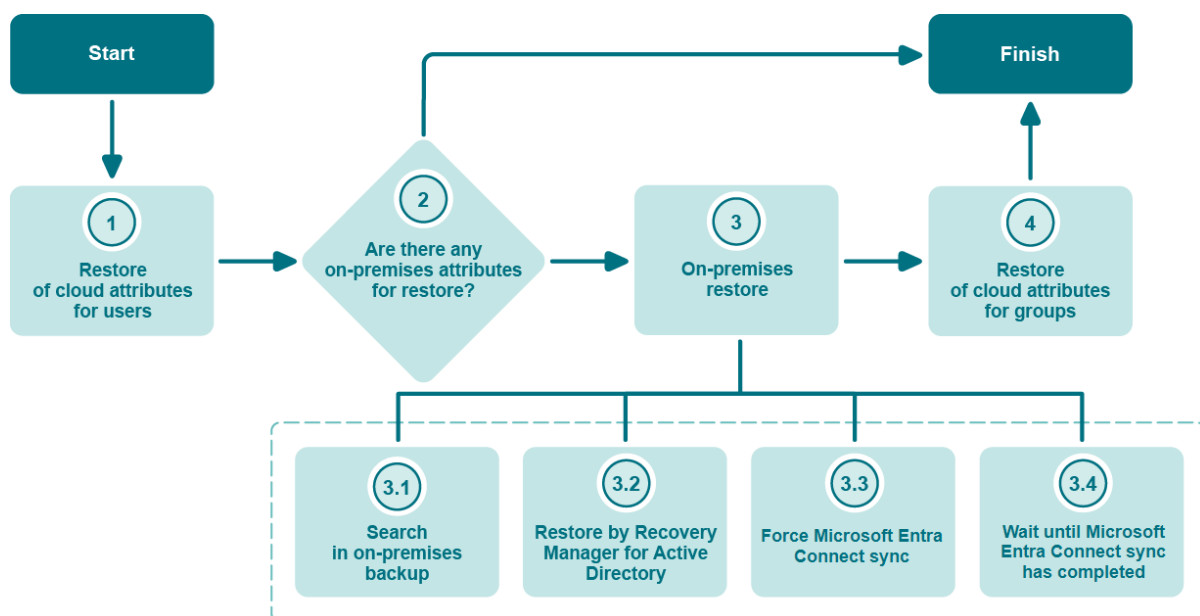 Start
Finish
1
Restore
of cloud attributes
for users
2
Are there any
on-premises attributes
for restore?
3
On-premises
restore
4
Restore
of cloud attributes
for groups
3.1
Search
in on-premises
backup
3.2
Restore by Recovery
Manager for Active
Directory
3.3
Force Microsoft Entra
Connect sync
3.4
Wait until Microsoft
Entra Connect sync
has completed